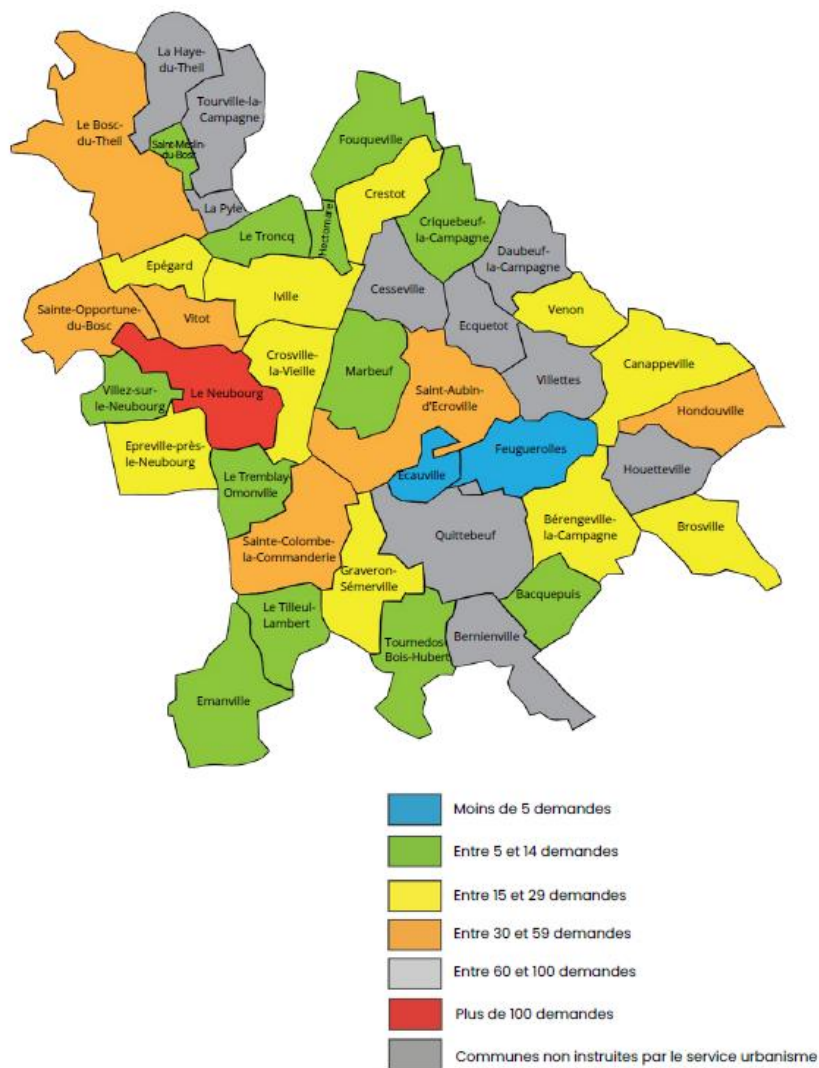 La Haye-
du-Theil
Tourville-la-
Campagne
Le Bosc-
du-Theil
Saint-Meslin-
du-Bosc
Fouqueville
Crestot
La Pyle
Le Troncq
Hectomare
Criquebeuf-
la-Campagne
Daubeuf-
la-Campagne
Epégard
Iville
Cesseville
Sainte-Opportune-
du-Bosc
Vitot
Ecquetot
Venon
Crosville-
la-Vieille
Marbeuf
Canappeville
Villez-sur-
le-Neubourg
Le Neubourg
Saint-Aubin-
d'Ecroville
Villettes
Hondouville
Epreville-près-
le-Neubourg
Feuguerolles
Le Tremblay-
Omonville
Ecauville
Houetteville
Sainte-Colombe-
la-Commanderie
Quittebeuf
Bérengeville-
la-Campagne
Brosville
Graveron-
Sémerville
Bacquepuis
Le Tilleul-
Lambert
Tournedos-
Bois-Hubert
Bernienville
Emanville
Moins de 5 demandes
Entre 5 et 14 demandes
Entre 15 et 29 demandes
Entre 30 et 59 demandes
Entre 60 et 100 demandes
Plus de 100 demandes
Communes non instruites par le service urbanisme